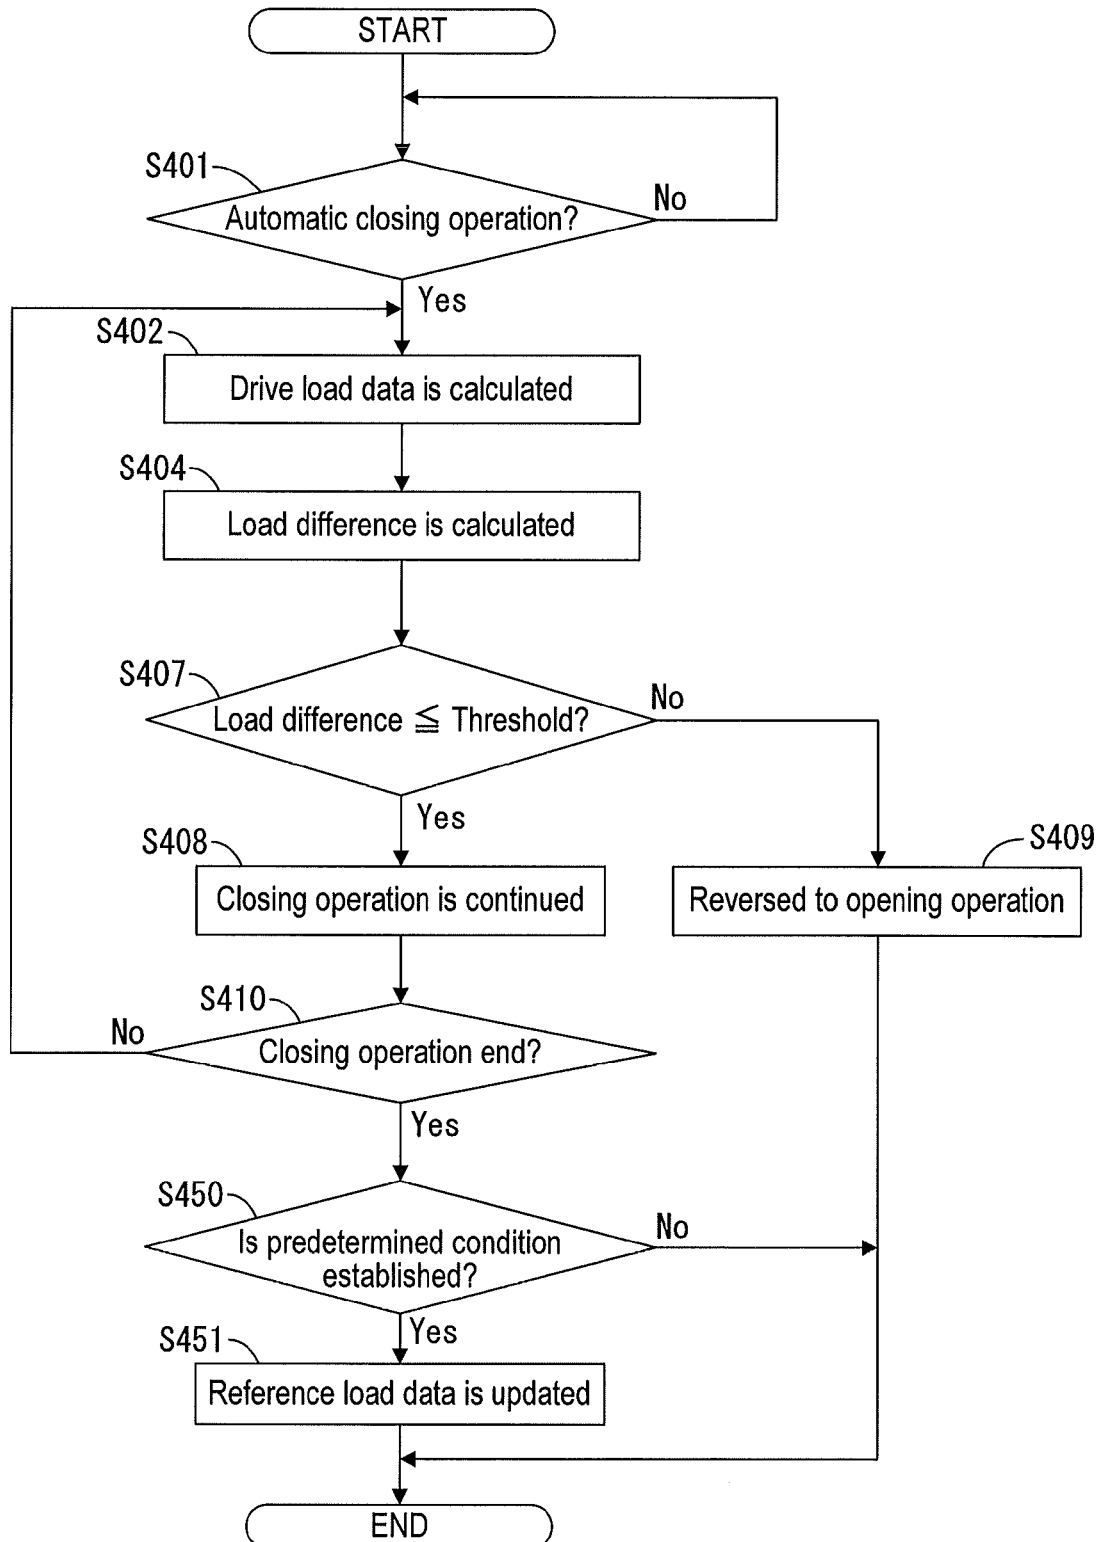 START
S401
No
Automatic closing operation?
Yes
S402
Drive load data is calculated
S404
Load difference is calculated
S407
No
Load difference ≦ Threshold?
Yes
S408
S409
Closing operation is continued
Reversed to opening operation
S410
No
Closing operation end?
Yes
S450
No
Is predetermined condition
established?
Yes
S451
Reference load data is updated
END